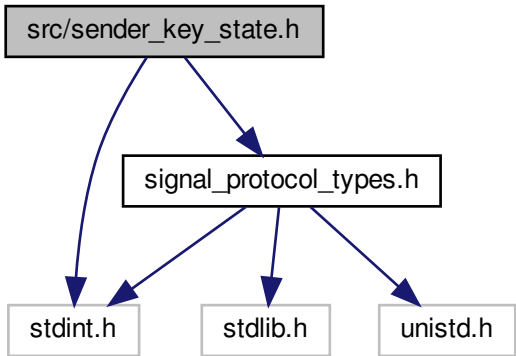 src/sender_key_state.h
signal_protocol_types.h
stdint.h
stdlib.h
unistd.h